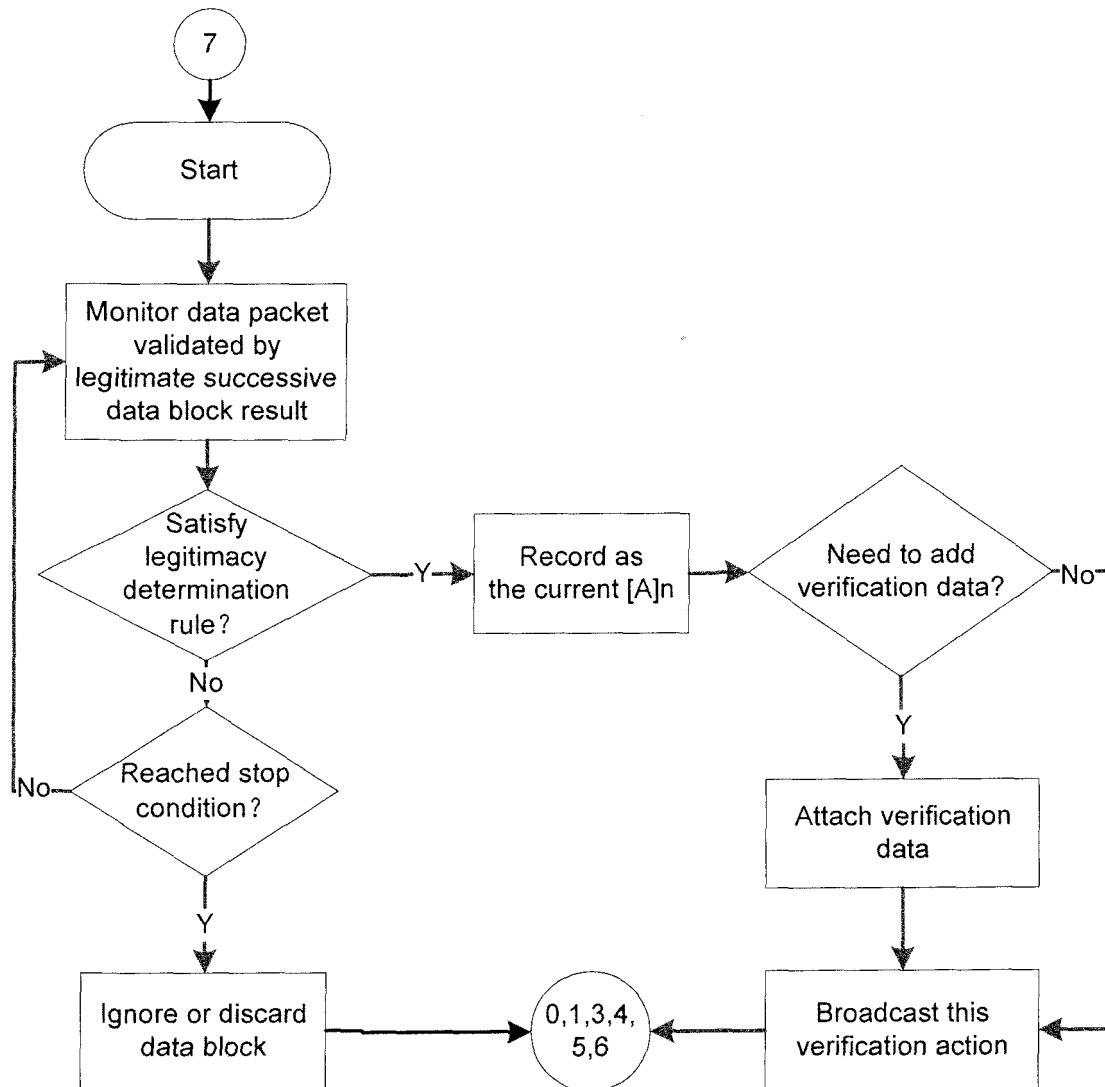 7
Start
Monitor data packet
validated by
legitimate successive
data block result
Satisfy
legitimacy
determination
rule?
Y
Record as
the current [A]n
Need to add
verification data?
No
No
Y
Reached stop
condition?
No
Attach verification
data
Y
Ignore or discard
data block
0,1,3,4,
5,6
Broadcast this
verification action